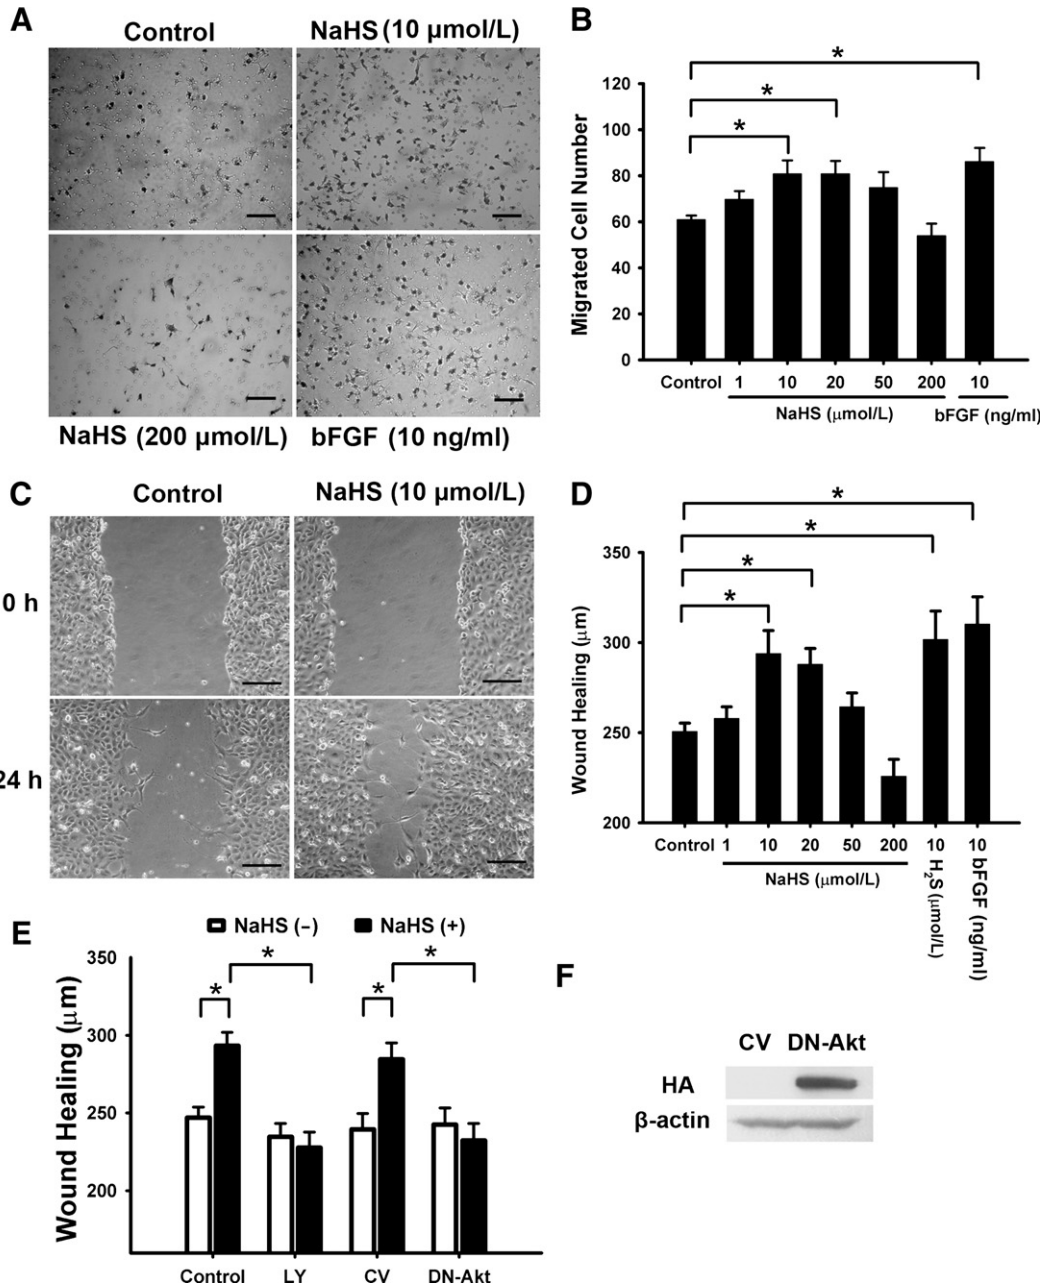 A
Control
NaHS (10 μmol/L)
NaHS (200 μmol/L)
bFGF (10 ng/ml)
B
Migrated Cell Number
120
100
80
60
40
20
0
*
*
*
Control 1 10 20 50 200 10
NaHS (μmol/L)
bFGF (ng/ml)
C
Control
NaHS (10 μmol/L)
0 h
24 h
D
Wound Healing (μm)
350
300
250
200
*
*
*
*
Control 1 10 20 50 200 10 10
NaHS (μmol/L)
H₂S (μmol/L)
bFGF (ng/ml)
E
NaHS (–)
NaHS (+)
Wound Healing (μm)
350
300
250
200
*
*
*
*
Control LY CV DN-Akt
F
CV DN-Akt
HA
β-actin